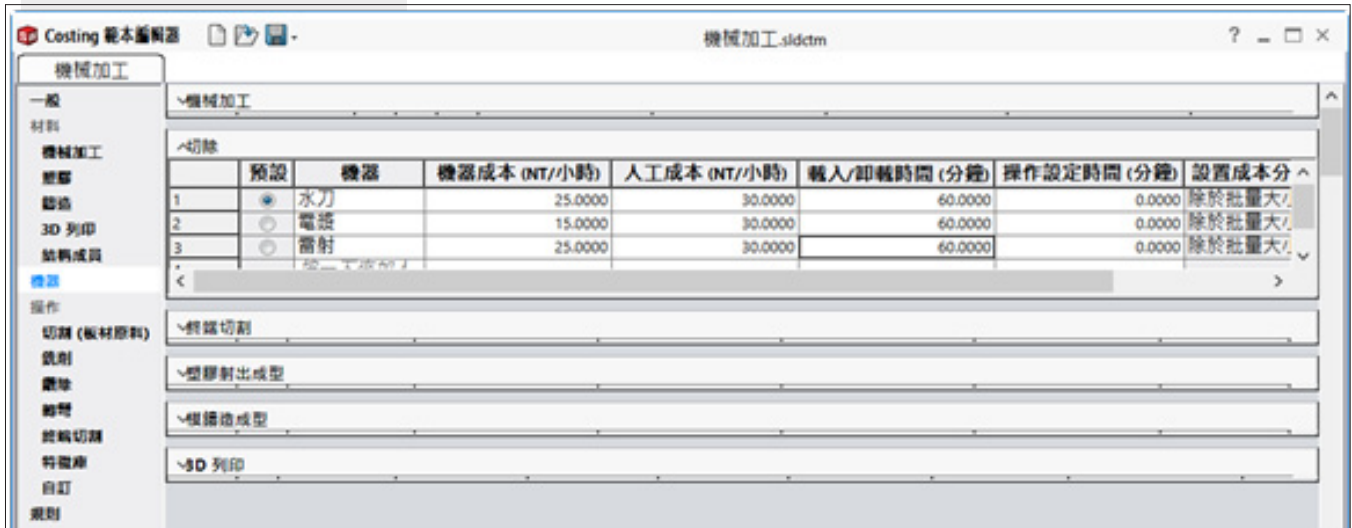 Costing 範本編輯器
機械加工.sldctm
?
機械加工
一般
材料
機械加工
塑膠
鑄造
3D 列印
結構成員
機器
操作
切割 (板材原料)
銑削
鑽除
車削
終端切割
特徵庫
自訂
規則
機械加工
切除
預設 機器 機器成本 (NT/小時) 人工成本 (NT/小時) 載入/卸載時間 (分鐘) 操作設定時間 (分鐘) 設置成本分
1 水刀 25.0000 30.0000 60.0000 0.0000 除於批量大小
2 電漿 15.0000 30.0000 60.0000 0.0000 除於批量大小
3 雷射 25.0000 30.0000 60.0000 0.0000 除於批量大小
終端切割
塑膠射出成型
模鑄造成型
3D 列印